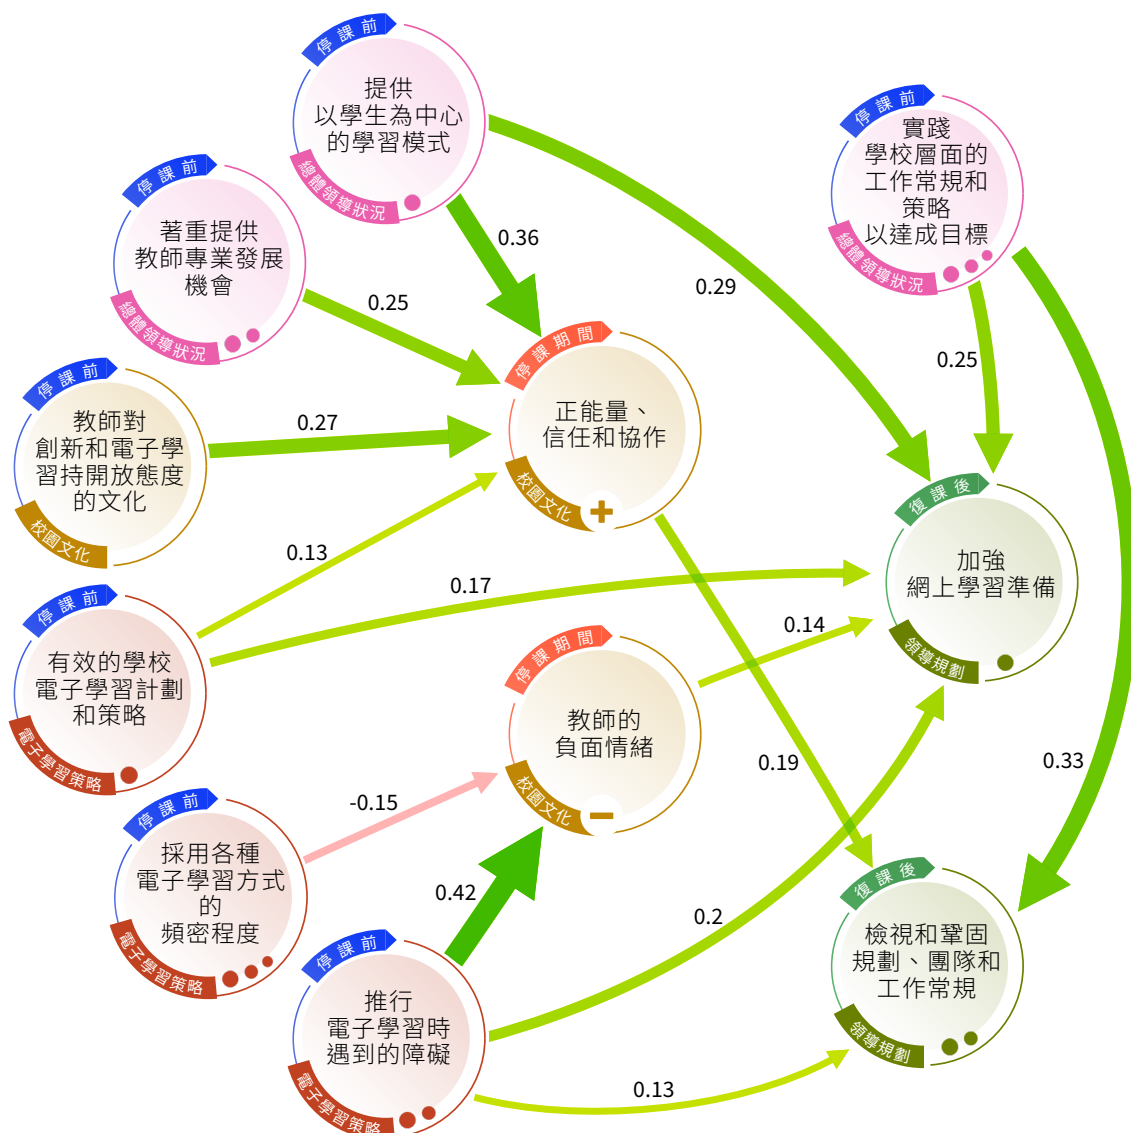 停課前
提供
以學生為中心
的學習模式
總體領導狀況
停課前
實踐
學校層面的
工作常規和
策略
以達成目標
總體領導狀況
停課前
著重提供
教師專業發展
機會
總體領導狀況
0.36
0.29
0.25
0.25
停課前
教師對
創新和電子學
習持開放態度
的文化
校園文化
0.27
停課期間
正能量、
信任和協作
校園文化
+
0.13
復課後
加強
網上學習準備
領導規劃
停課前
有效的學校
電子學習計劃
和策略
電子學習策略
0.17
0.14
停課期間
教師的
負面情緒
校園文化
−
0.19
0.33
-0.15
停課前
採用各種
電子學習方式
的
頻密程度
電子學習策略
0.42
0.2
復課後
檢視和鞏固
規劃、團隊和
工作常規
領導規劃
停課前
推行
電子學習時
遇到的障礙
電子學習策略
0.13